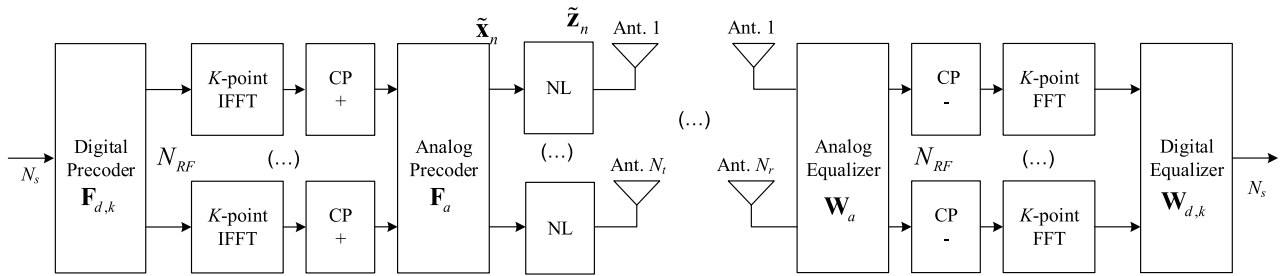 x̃ₙ
z̃ₙ
Ant. 1
Ant. 1
K-point
IFFT
CP
+
NL
CP
-
K-point
FFT
(...)
Digital
Precoder
F_{d,k}
N_{RF}
(...)
Analog
Precoder
F_a
(...)
Ant. N_t
Ant. N_r
Analog
Equalizer
W_a
N_{RF}
(...)
Digital
Equalizer
W_{d,k}
N_s
N_s
K-point
IFFT
CP
+
NL
CP
-
K-point
FFT